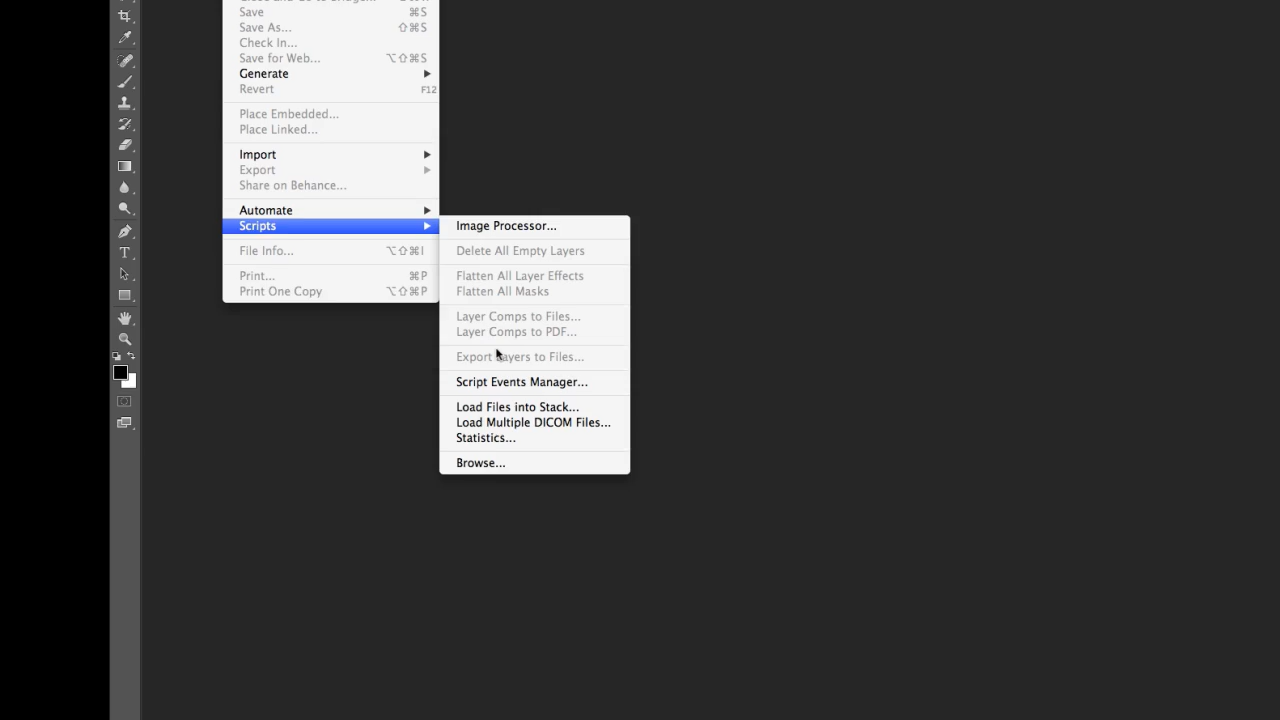 Save ⌘S
Save As... ⇧⌘S
Check In...
Save for Web... ⌥⇧⌘S
Generate
Revert F12
Place Embedded...
Place Linked...
Import
Export
Share on Behance...
Automate
Scripts
File Info... ⌥⇧⌘I
Print... ⌘P
Print One Copy ⌥⇧⌘P
Image Processor...
Delete All Empty Layers
Flatten All Layer Effects
Flatten All Masks
Layer Comps to Files...
Layer Comps to PDF...
Export Layers to Files...
Script Events Manager...
Load Files into Stack...
Load Multiple DICOM Files...
Statistics...
Browse...